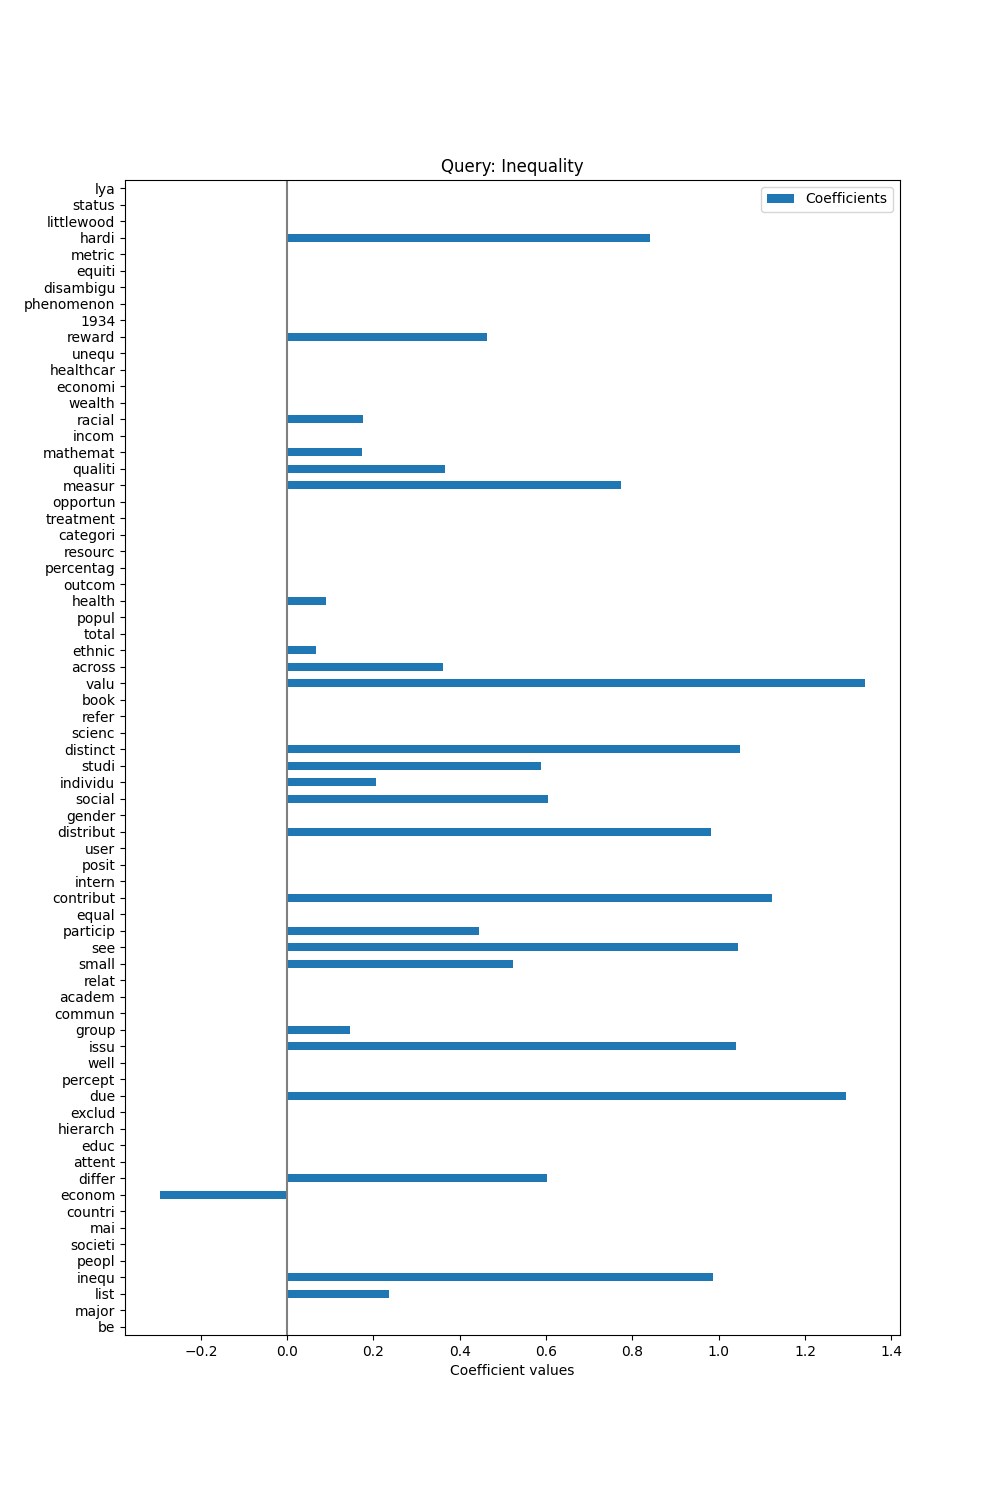 Query: Inequality
Coefficients
lya
status
littlewood
hardi
metric
equiti
disambigu
phenomenon
1934
reward
unequ
healthcar
economi
wealth
racial
incom
mathemat
qualiti
measur
opportun
treatment
categori
resourc
percentag
outcom
health
popul
total
ethnic
across
valu
book
refer
scienc
distinct
studi
individu
social
gender
distribut
user
posit
intern
contribut
equal
particip
see
small
relat
academ
commun
group
issu
well
percept
due
exclud
hierarch
educ
attent
differ
econom
countri
mai
societi
peopl
inequ
list
major
be
−0.2 0.0 0.2 0.4 0.6 0.8 1.0 1.2 1.4
Coefficient values